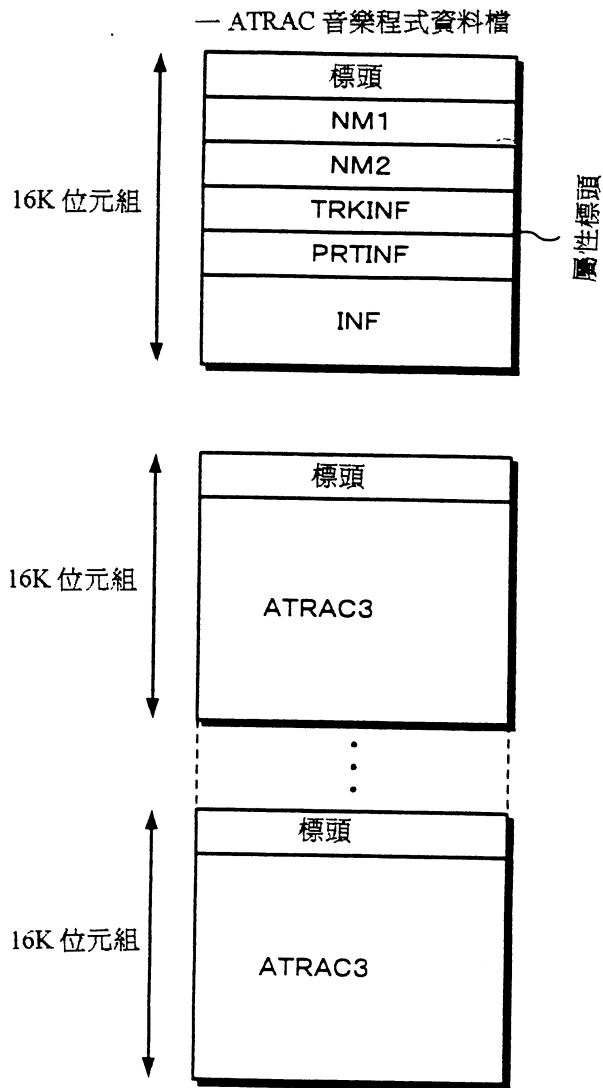 一 ATRAC 音樂程式資料檔
標頭
NM1
NM2
16K 位元組
TRKINF
屬性標頭
PRTINF
INF
標頭
16K 位元組
ATRAC3
標頭
16K 位元組
ATRAC3